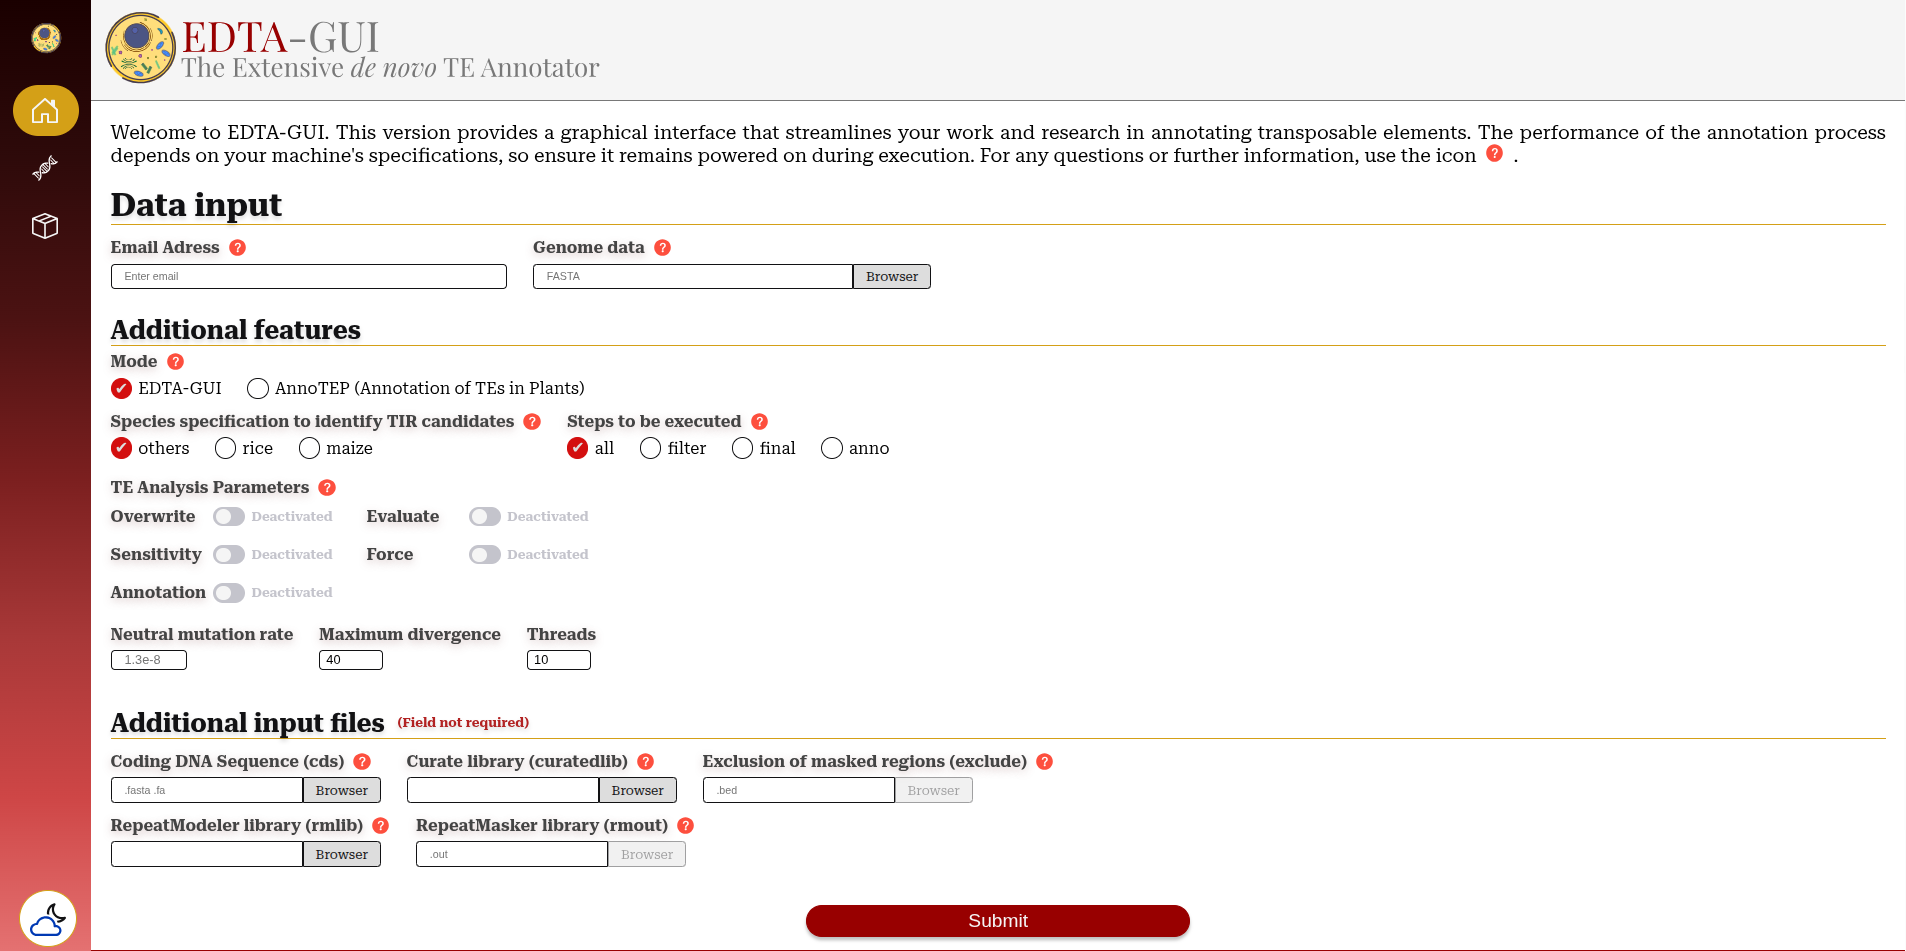 EDTA-GUI
The Extensive de novo TE Annotator
Welcome to EDTA-GUI. This version provides a graphical interface that streamlines your work and research in annotating transposable elements. The performance of the annotation process
depends on your machine's specifications, so ensure it remains powered on during execution. For any questions or further information, use the icon ? .
Data input
Email Adress ? Genome data ?
Enter email FASTA Browser
Additional features
Mode ?
EDTA-GUI AnnoTEP (Annotation of TEs in Plants)
Species specification to identify TIR candidates ? Steps to be executed ?
others rice maize all filter final anno
TE Analysis Parameters ?
Overwrite Deactivated Evaluate Deactivated
Sensitivity Deactivated Force Deactivated
Annotation Deactivated
Neutral mutation rate Maximum divergence Threads
1.3e-8 40 10
Additional input files (Field not required)
Coding DNA Sequence (cds) ? Curate library (curatedlib) ? Exclusion of masked regions (exclude) ?
.fasta .fa Browser Browser .bed Browser
RepeatModeler library (rmlib) ? RepeatMasker library (rmout) ?
Browser .out Browser
Submit